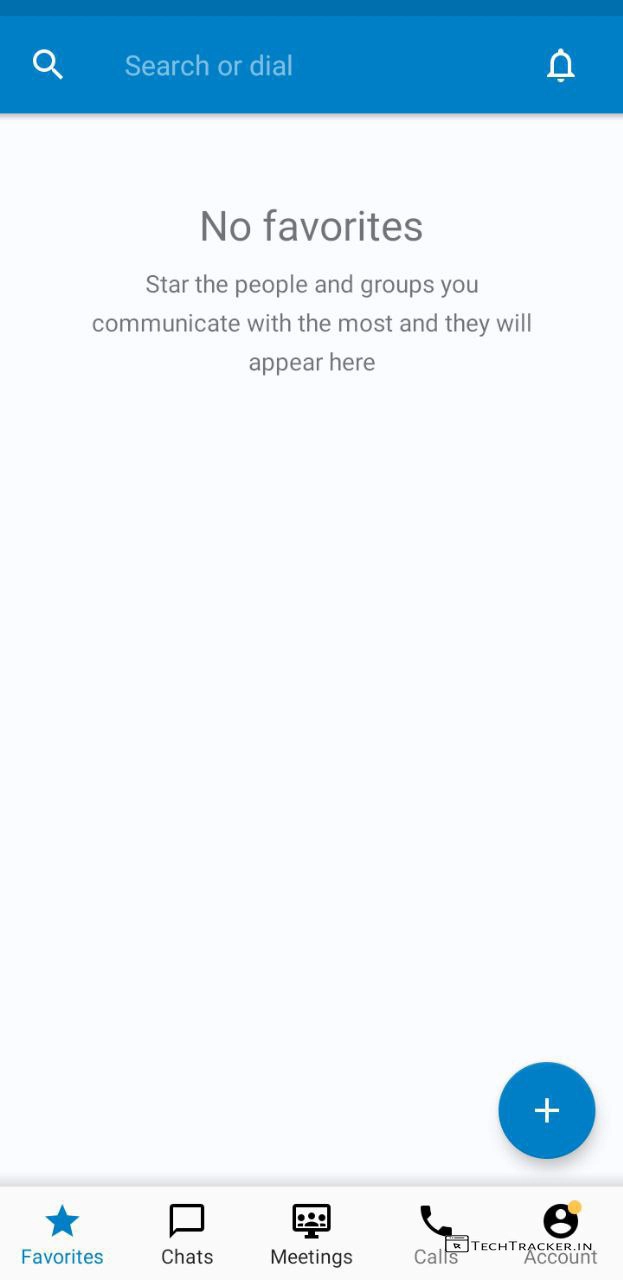 Search or dial
No favorites
Star the people and groups you
communicate with the most and they will
appear here
Favorites
Chats
Meetings
Calls
TECHTRACKER.IN
Account